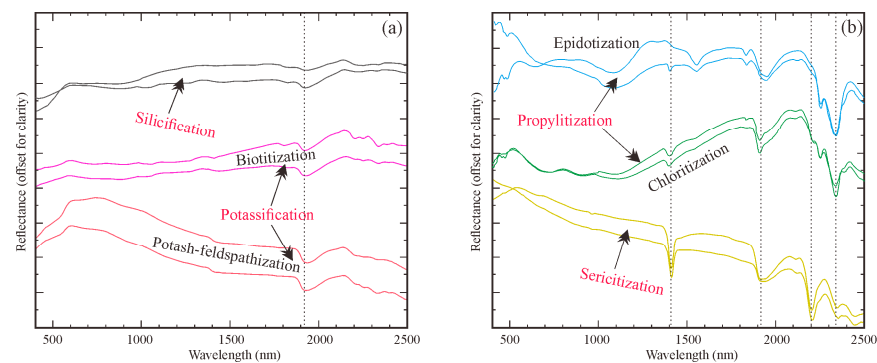 (a)
Silicification
Biotitization
Potassification
Potash-feldspathization
Reflectance (offset for clarity)
500 1000 1500 2000 2500
Wavelength (nm)
(b)
Epidotization
Propylitization
Chloritization
Sericitization
Reflectance (offset for clarity)
500 1000 1500 2000 2500
Wavelength (nm)